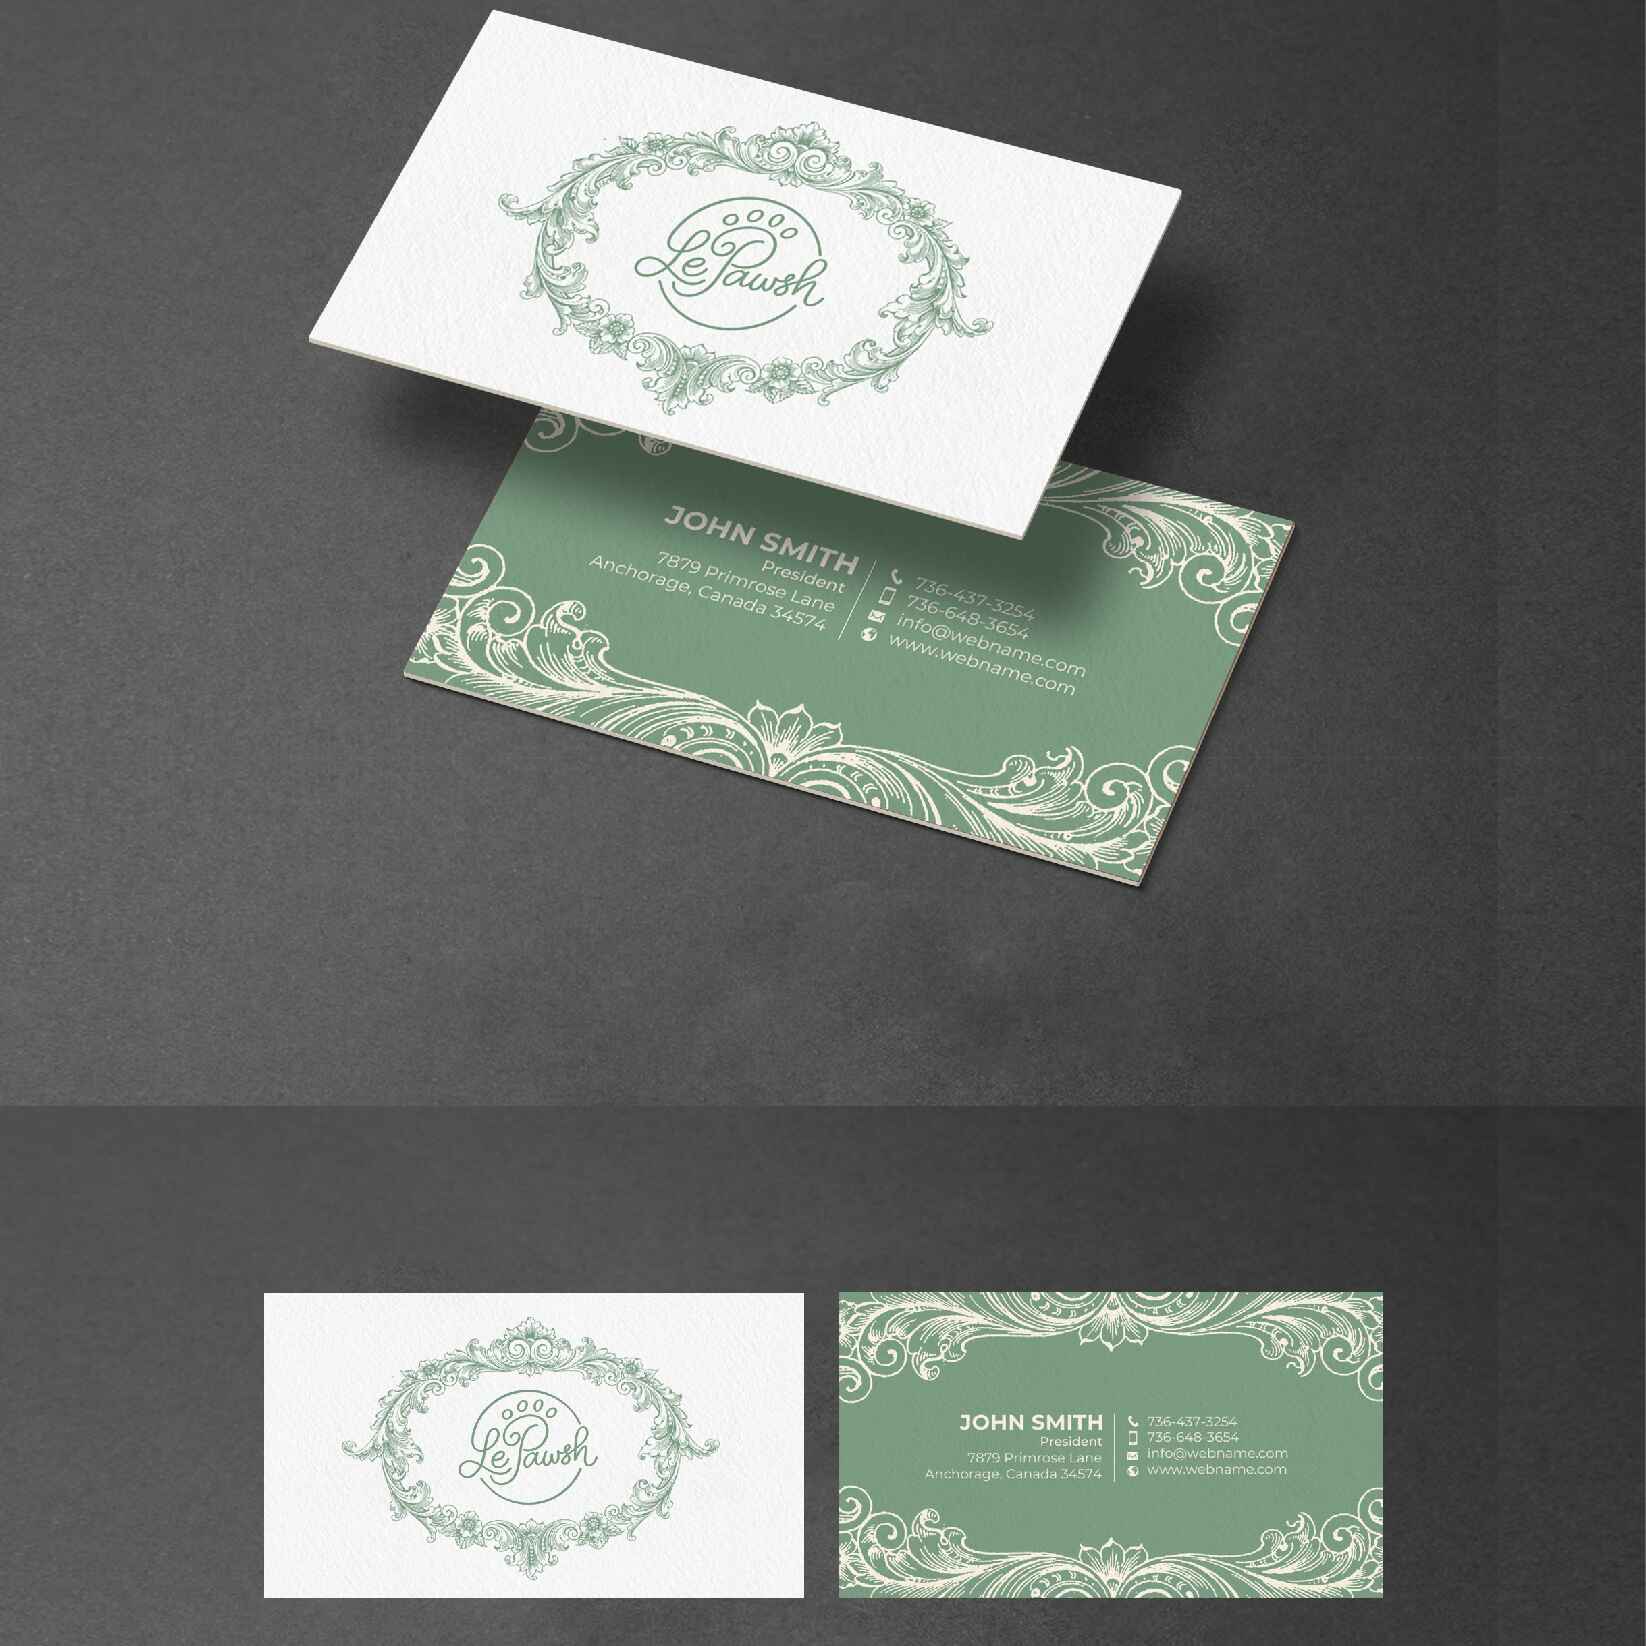 Le Pawsh
JOHN SMITH
President
7879 Primrose Lane
Anchorage, Canada 34574
736-437-3254
736-648-3654
info@webname.com
www.webname.com
Le Pawsh
JOHN SMITH
President
7879 Primrose Lane
Anchorage, Canada 34574
736-437-3254
736-648-3654
info@webname.com
www.webname.com